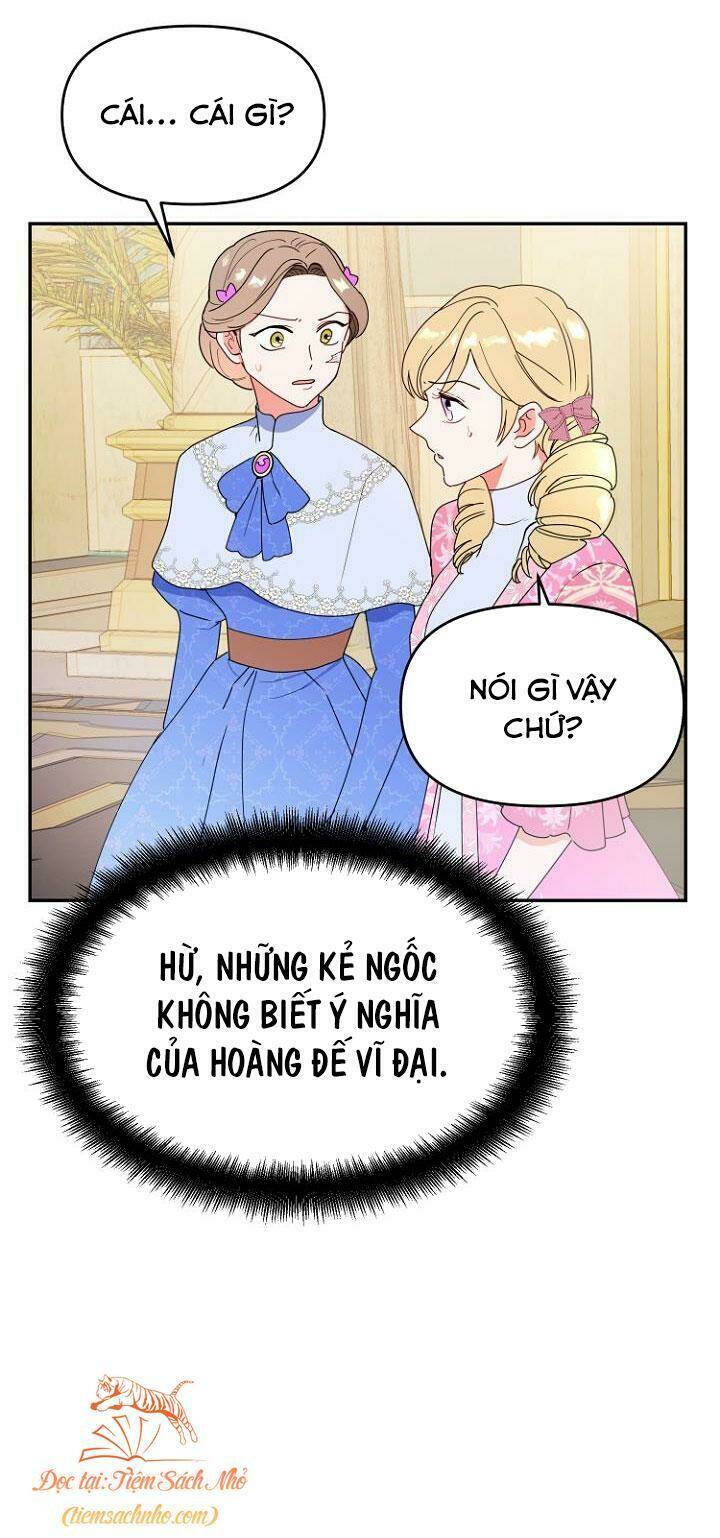 CÁI... CÁI GÌ?
NÓI GÌ VẬY
CHỨ?
HỪ, NHỮNG KẺ NGỐC
KHÔNG BIẾT Ý NGHĨA
CỦA HOÀNG ĐẾ VĨ ĐẠI.
Đọc tại: Tiệm Sách Nhỏ
(tiemsachnho.com)